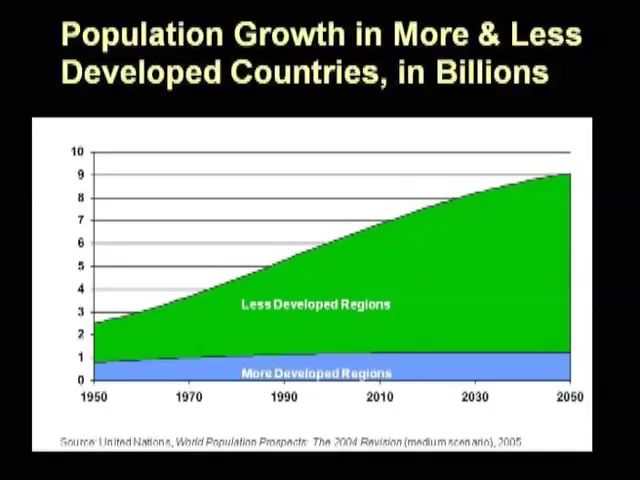 Population Growth in More & Less
Developed Countries, in Billions
10
9
8
7
6
5
4
3
2
1
0
Less Developed Regions
More Developed Regions
1950 1970 1990 2010 2030 2050
Source: United Nations, World Population Prospects: The 2004 Revision (medium scenario), 2005.